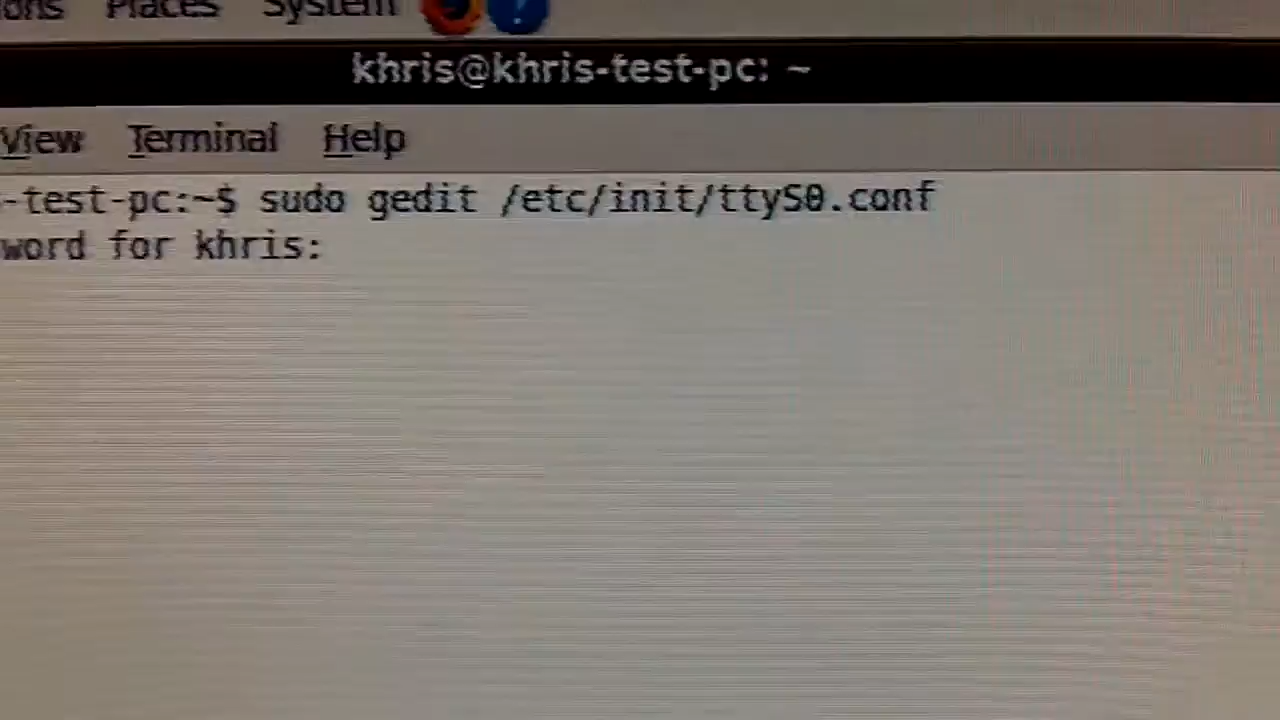 Places System
khris@khris-test-pc: ~
View Terminal Help
-test-pc:~$ sudo gedit /etc/init/ttyS0.conf
word for khris: